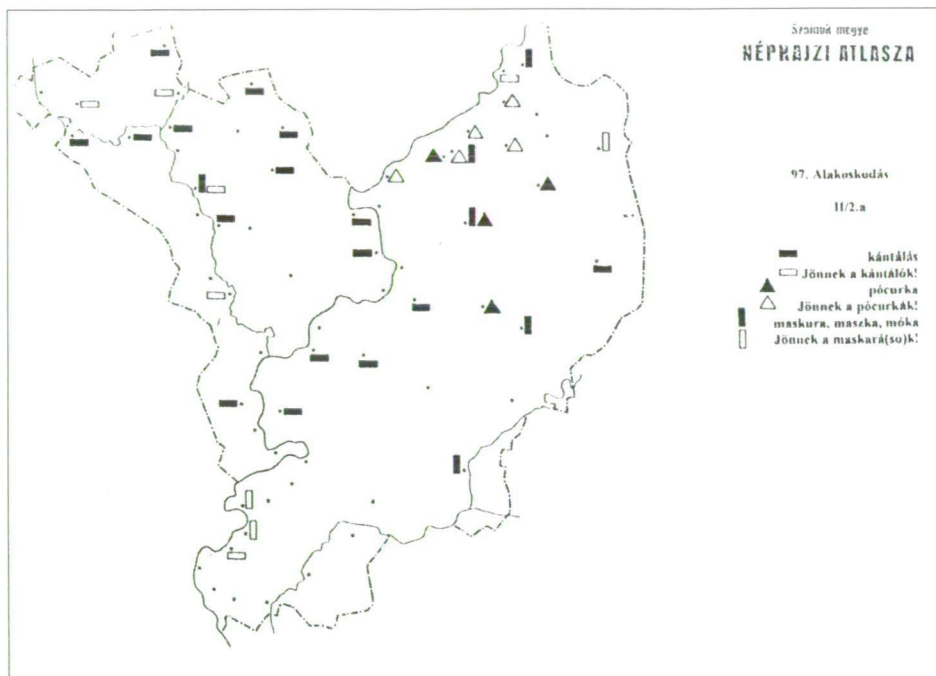 Szolnok megye
NÉPRAJZI ATLASZA
97. Alakoskodás
II/2.a
kántálás
Jönnek a kántálók!
pócurka
Jönnek a pócurkák!
maskura, maszka, móka
Jönnek a maskará(so)k!